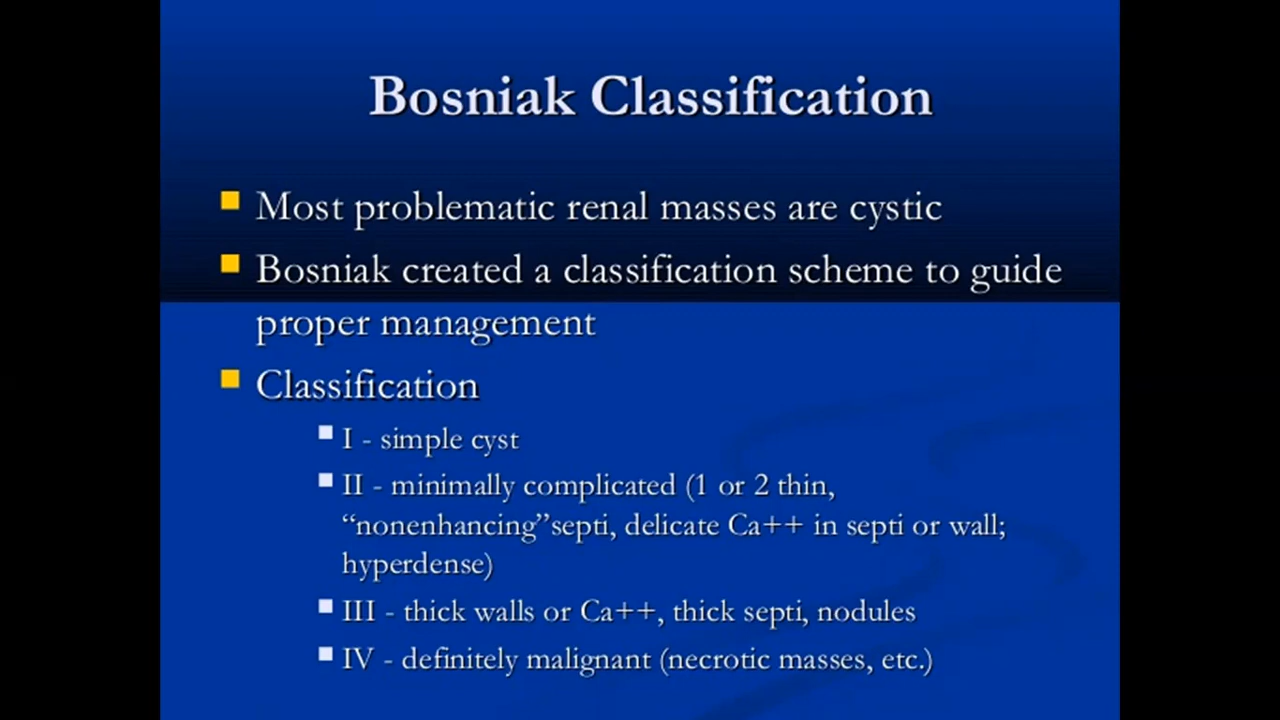 Bosniak Classification
Most problematic renal masses are cystic
Bosniak created a classification scheme to guide
proper management
Classification
I - simple cyst
II - minimally complicated (1 or 2 thin,
“nonenhancing”septi, delicate Ca++ in septi or wall;
hyperdense)
III - thick walls or Ca++, thick septi, nodules
IV - definitely malignant (necrotic masses, etc.)